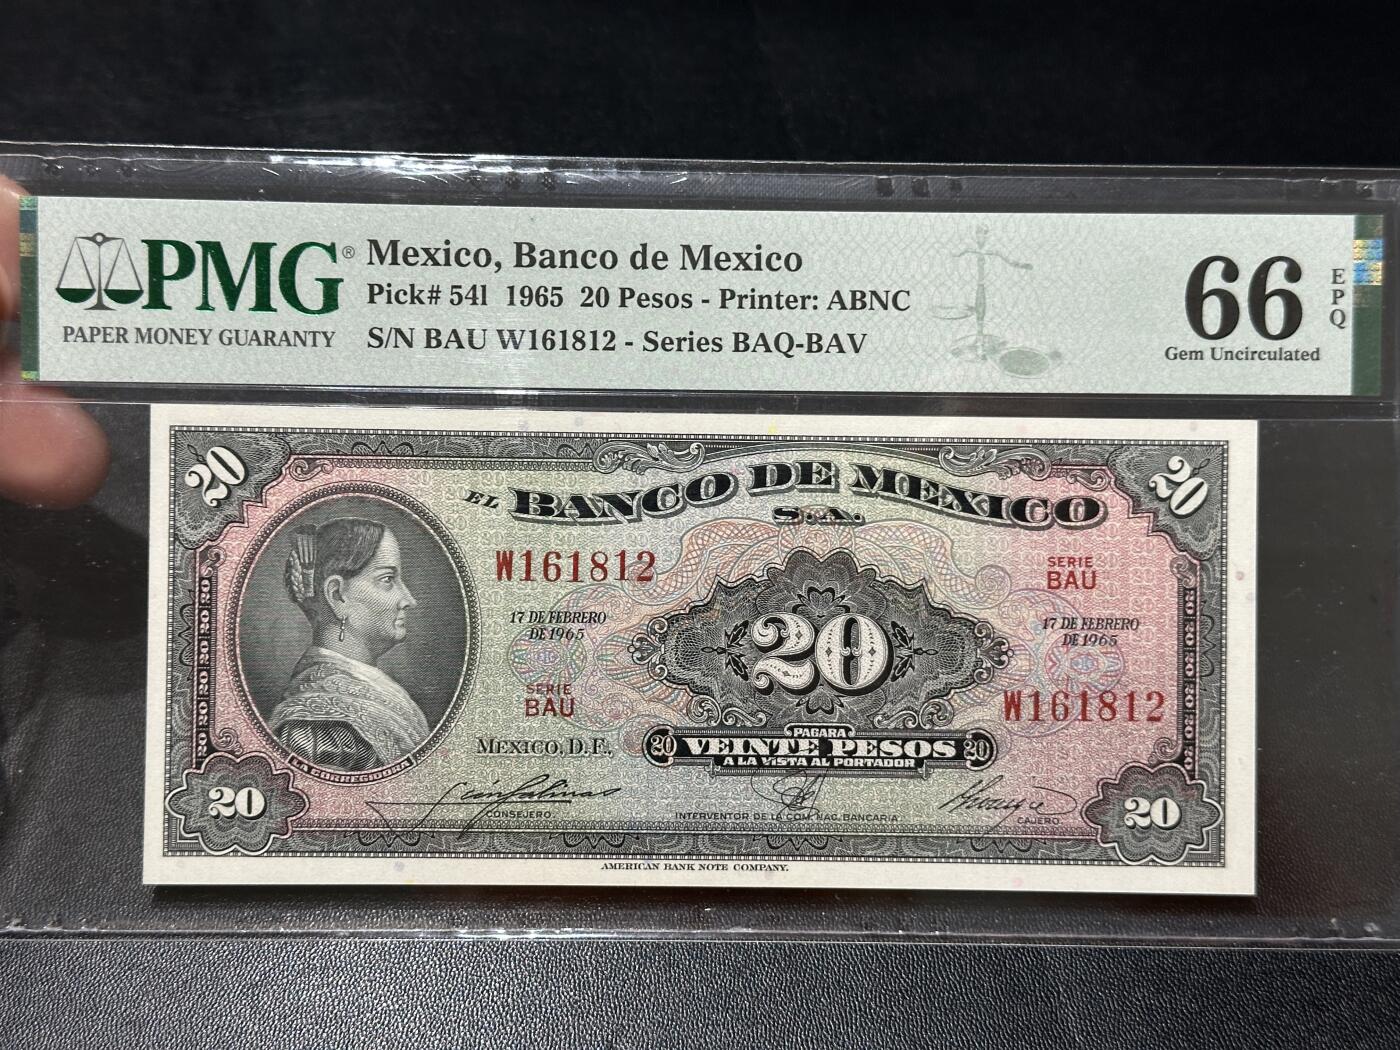 PMG®
PAPER MONEY GUARANTY
Mexico, Banco de Mexico
Pick# 54l 1965 20 Pesos - Printer: ABNC
S/N BAU W161812 - Series BAQ-BAV
66
EPQ
Gem Uncirculated
20
20
EL BANCO DE MEXICO
S.A.
W161812
SERIE
BAU
17 DE FEBRERO
DE 1965
17 DE FEBRERO
DE 1965
20
SERIE
BAU
W161812
MEXICO, D.F.,
PAGARA
20 VEINTE PESOS 20
A LA VISTA AL PORTADOR
LA CORREGIDORA
20
20
CONSEJERO.
INTERVENTOR DE LA COM. NAC. BANCARIA
CAJERO.
AMERICAN BANK NOTE COMPANY.